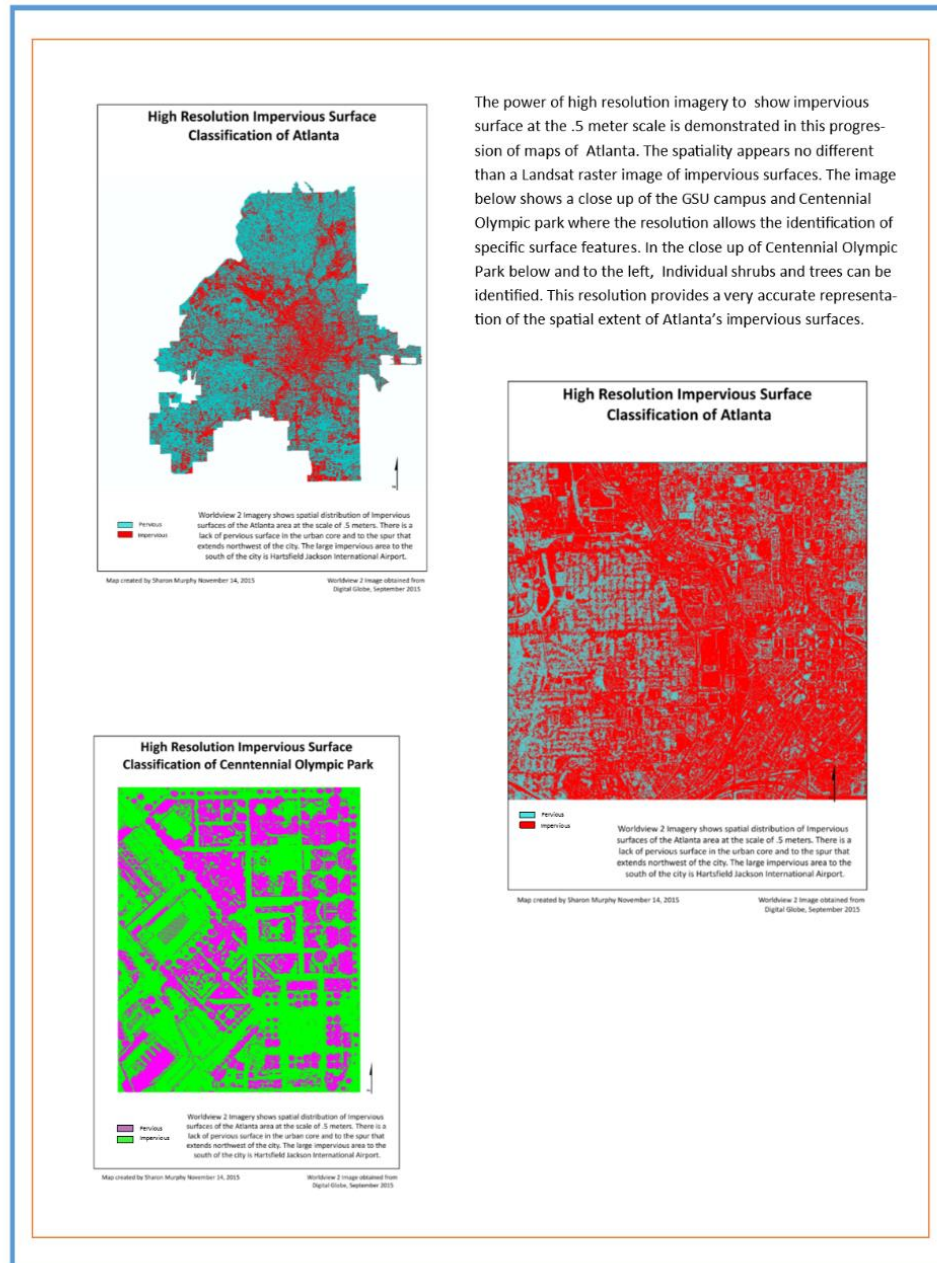 High Resolution Impervious Surface
Classification of Atlanta
Pervious
Impervious
Worldview 2 Imagery shows spatial distribution of Impervious
surfaces of the Atlanta area at the scale of .5 meters. There is a
lack of pervious surface in the urban core and to the spur that
extends northwest of the city. The large impervious area to the
south of the city is Hartsfield Jackson International Airport.
Map created by Sharon Murphy November 14, 2015
Worldview 2 Image obtained from
Digital Globe, September 2015
The power of high resolution imagery to show impervious
surface at the .5 meter scale is demonstrated in this progres-
sion of maps of Atlanta. The spatiality appears no different
than a Landsat raster image of impervious surfaces. The image
below shows a close up of the GSU campus and Centennial
Olympic park where the resolution allows the identification of
specific surface features. In the close up of Centennial Olympic
Park below and to the left, Individual shrubs and trees can be
identified. This resolution provides a very accurate representa-
tion of the spatial extent of Atlanta's impervious surfaces.
High Resolution Impervious Surface
Classification of Atlanta
Pervious
Impervious
Worldview 2 Imagery shows spatial distribution of Impervious
surfaces of the Atlanta area at the scale of .5 meters. There is a
lack of pervious surface in the urban core and to the spur that
extends northwest of the city. The large impervious area to the
south of the city is Hartsfield Jackson International Airport.
Map created by Sharon Murphy November 14, 2015
Worldview 2 Image obtained from
Digital Globe, September 2015
High Resolution Impervious Surface
Classification of Cenntennial Olympic Park
Pervious
Impervious
Worldview 2 Imagery shows spatial distribution of Impervious
surfaces of the Atlanta area at the scale of .5 meters. There is a
lack of pervious surface in the urban core and to the spur that
extends northwest of the city. The large impervious area to the
south of the city is Hartsfield Jackson International Airport.
Map created by Sharon Murphy November 14, 2015
Worldview 2 Image obtained from
Digital Globe, September 2015